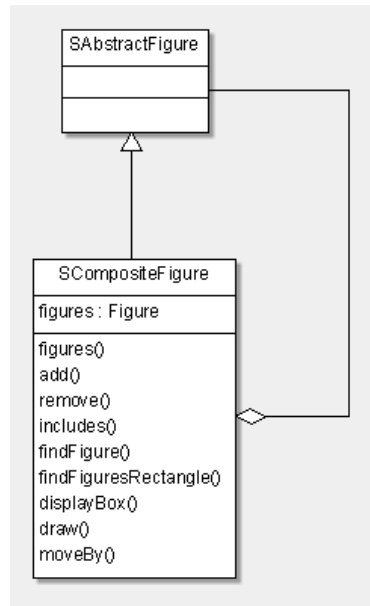 SAbstractFigure
SCompositeFigure
figures : Figure
figures()
add()
remove()
includes()
findFigure()
findFiguresRectangle()
displayBox()
draw()
moveBy()